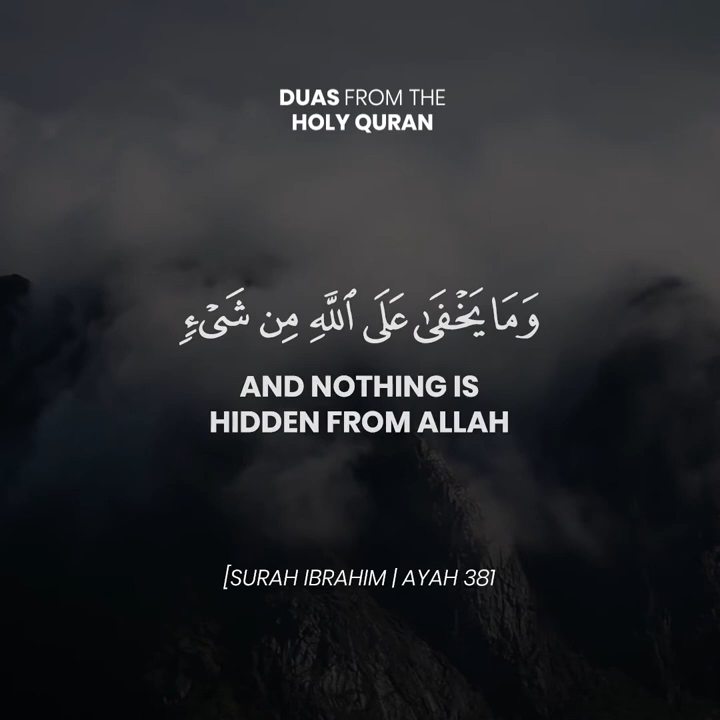 DUAS FROM THE
HOLY QURAN
وَمَا يَخْفَىٰ عَلَى ٱللَّهِ مِن شَىْءٍ
AND NOTHING IS
HIDDEN FROM ALLAH
[SURAH IBRAHIM | AYAH 381